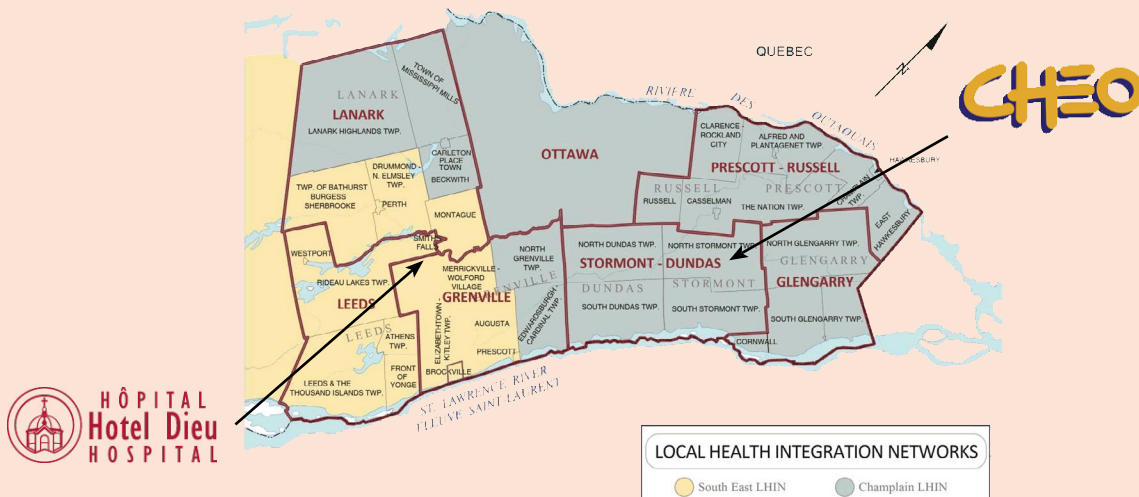 QUEBEC
N
CHEO
RIVIERE DES OUTAOUAIS
HAWKESBURY
TOWN OF
MISSISSIPPI MILLS
LANARK
LANARK
LANARK HIGHLANDS TWP.
CARLETON
PLACE
TOWN
BECKWITH
DRUMMOND -
N. ELMSLEY
TWP.
TWP. OF BATHURST
BURGESS
SHERBROOKE
PERTH
MONTAGUE
SMITHS
FALLS
OTTAWA
CLARENCE -
ROCKLAND
CITY
ALFRED AND
PLANTAGENET TWP.
PRESCOTT - RUSSELL
RUSSELL
PRESCOTT
RUSSELL
CASSELMAN
THE NATION TWP.
CHAMPLAIN
TWP.
EAST
HAWKESBURY
WESTPORT
RIDEAU LAKES TWP.
LEEDS
LEEDS
ATHENS
TWP.
FRONT
OF
YONGE
LEEDS & THE
THOUSAND ISLANDS TWP.
MERRICKVILLE -
WOLFORD
VILLAGE
GRENVILLE
GRENVILLE
ELIZABETHTOWN -
KITLEY TWP.
AUGUSTA
PRESCOTT
BROCKVILLE
NORTH
GRENVILLE
TWP.
EDWARDSBURGH -
CARDINAL TWP.
NORTH DUNDAS TWP.
NORTH STORMONT TWP.
STORMONT - DUNDAS
DUNDAS
STORMONT
SOUTH DUNDAS TWP.
SOUTH STORMONT TWP.
CORNWALL
NORTH GLENGARRY TWP.
GLENGARRY
GLENGARRY
SOUTH GLENGARRY TWP.
ST. LAWRENCE RIVER
FLEUVE SAINT LAURENT
HÔPITAL
Hotel Dieu
HOSPITAL
LOCAL HEALTH INTEGRATION NETWORKS
South East LHIN
Champlain LHIN